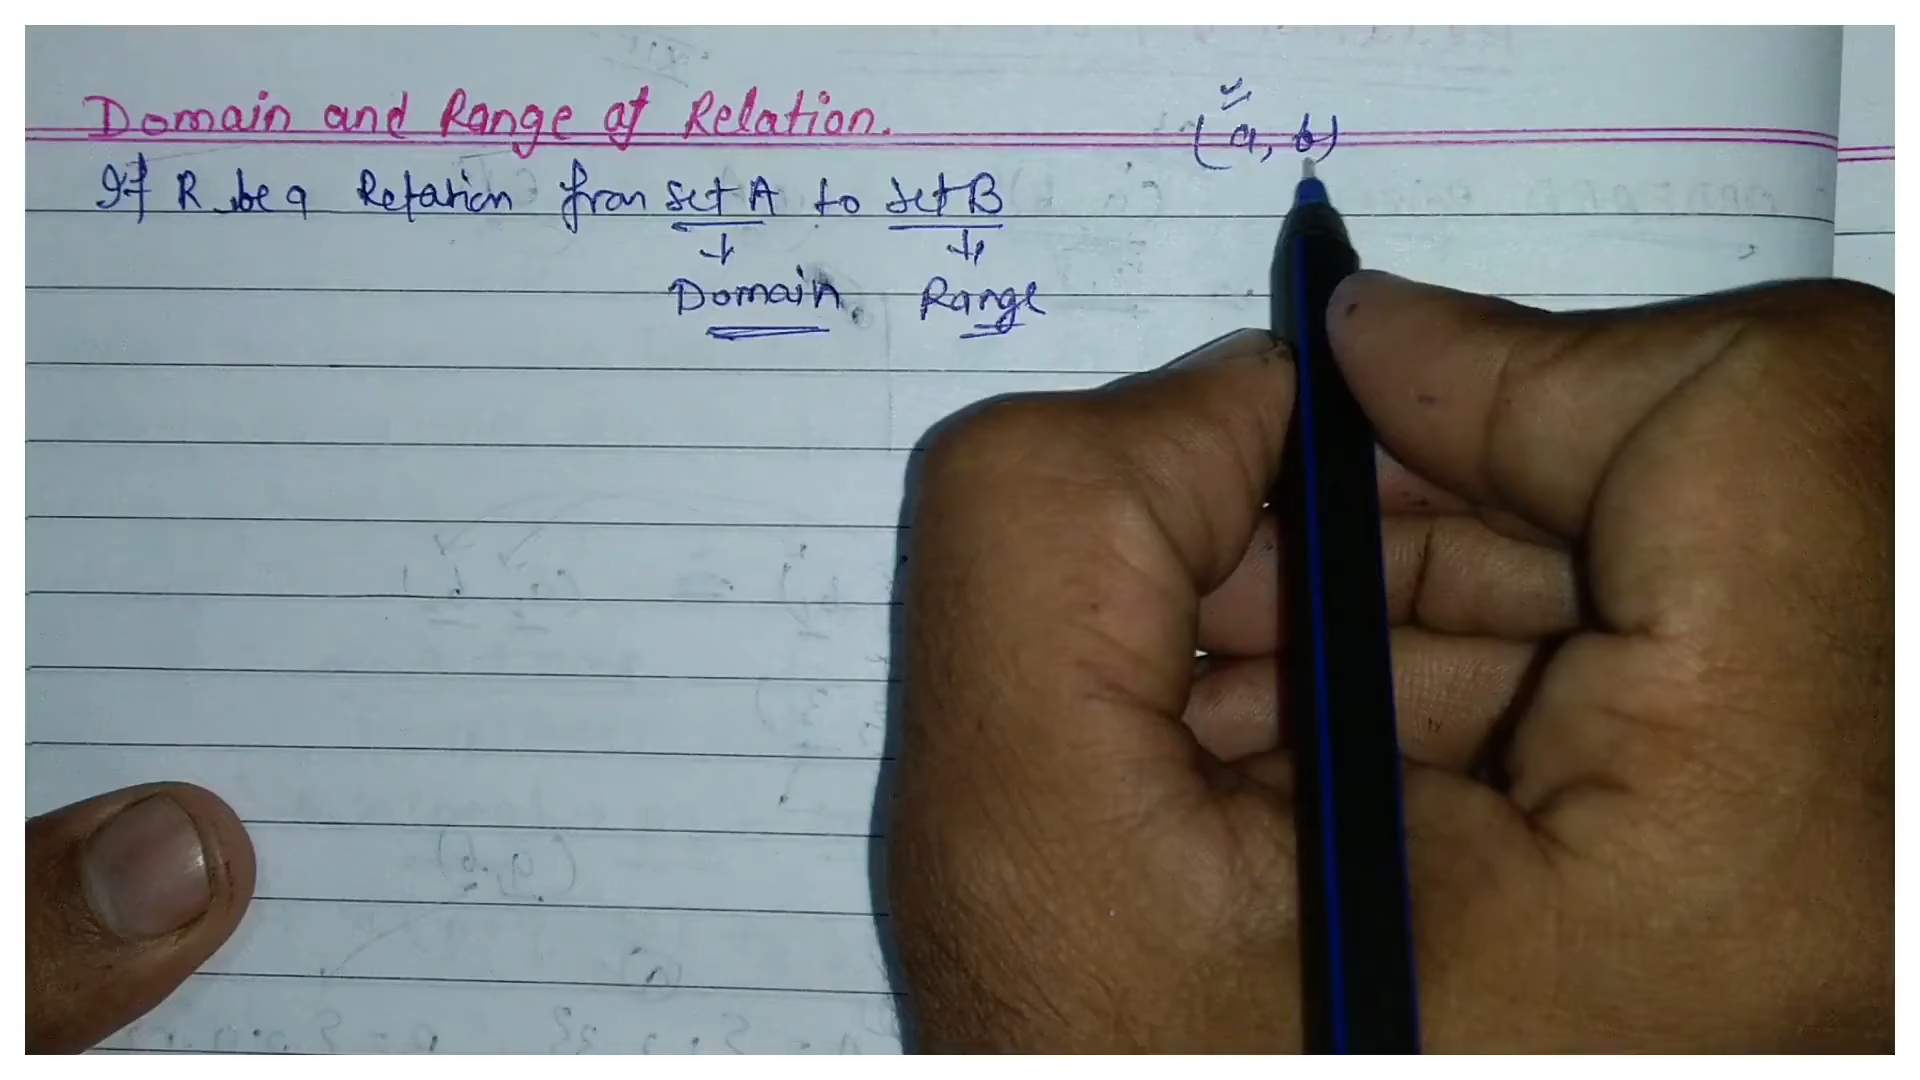 Domain and Range of Relation.
(a, b)
If R be a Relation from set A to set B
Domain. Range